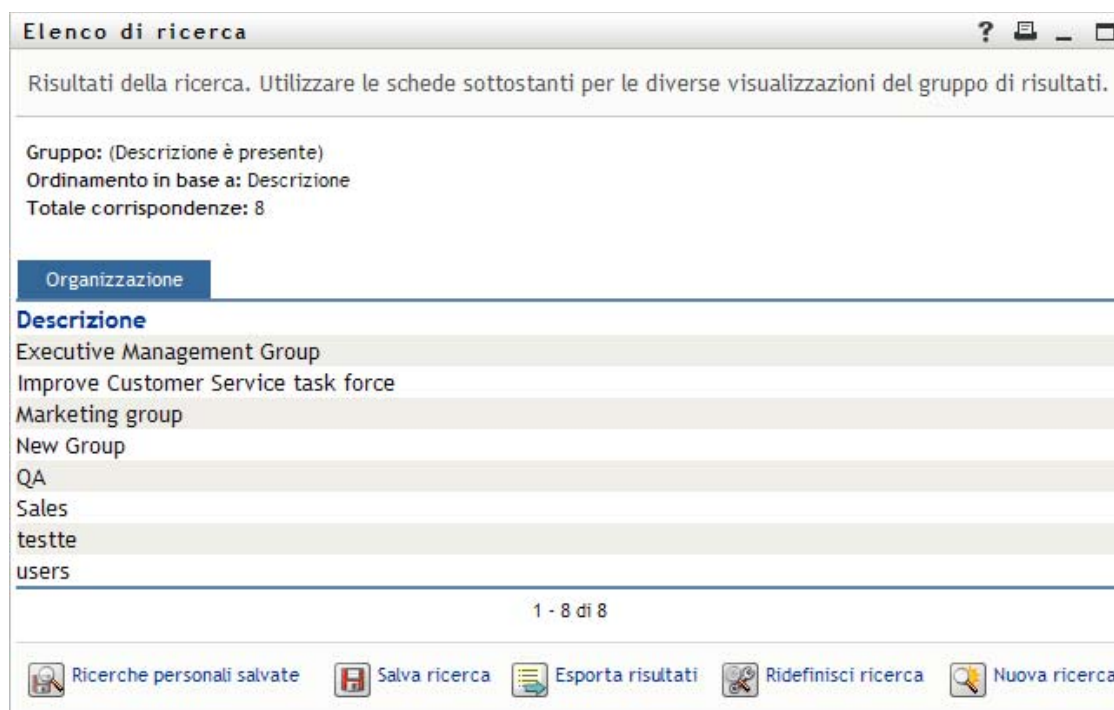 Elenco di ricerca
Risultati della ricerca. Utilizzare le schede sottostanti per le diverse visualizzazioni del gruppo di risultati.
Gruppo: (Descrizione è presente)
Ordinamento in base a: Descrizione
Totale corrispondenze: 8
Organizzazione
Descrizione
Executive Management Group
Improve Customer Service task force
Marketing group
New Group
QA
Sales
testte
users
1 - 8 di 8
Ricerche personali salvate Salva ricerca Esporta risultati Ridefinisci ricerca Nuova ricerca